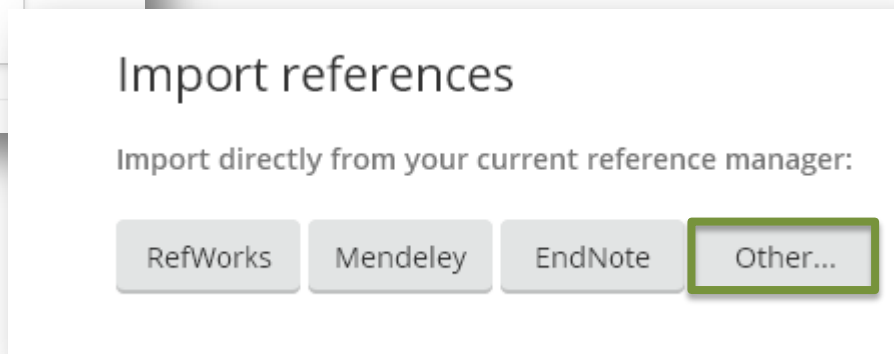 Import references
Import directly from your current reference manager:
RefWorks Mendeley EndNote Other...